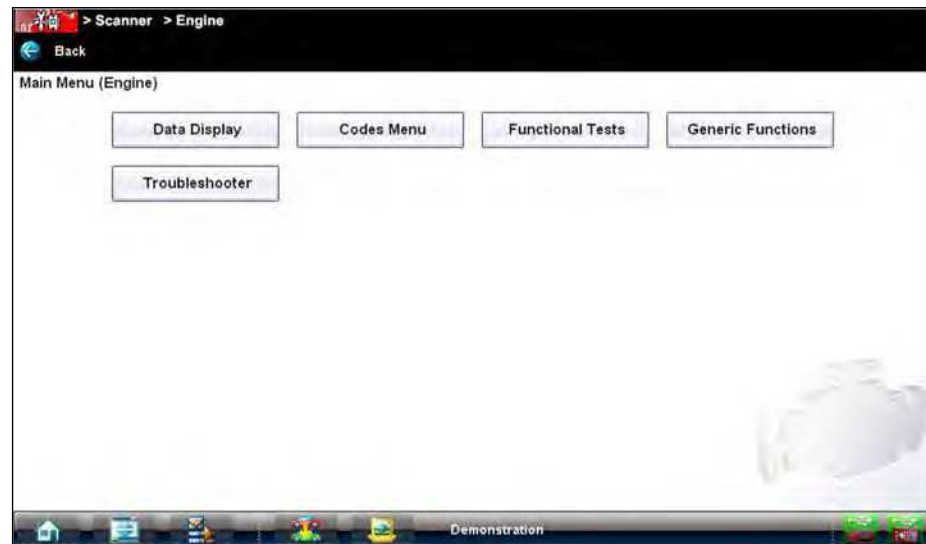 > Scanner > Engine
Back
Main Menu (Engine)
Data Display
Codes Menu
Functional Tests
Generic Functions
Troubleshooter
Demonstration